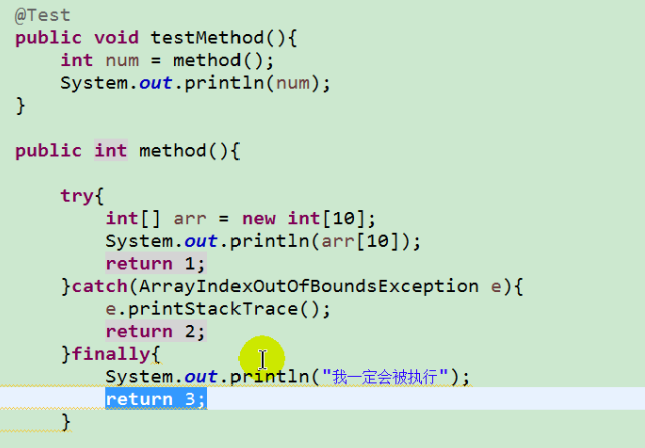 @Test
public void testMethod(){
int num = method();
System.out.println(num);
}
public int method(){
try{
int[] arr = new int[10];
System.out.println(arr[10]);
return 1;
}catch(ArrayIndexOutOfBoundsException e){
e.printStackTrace();
return 2;
}finally{
System.out.println("我一定会被执行");
return 3;
}